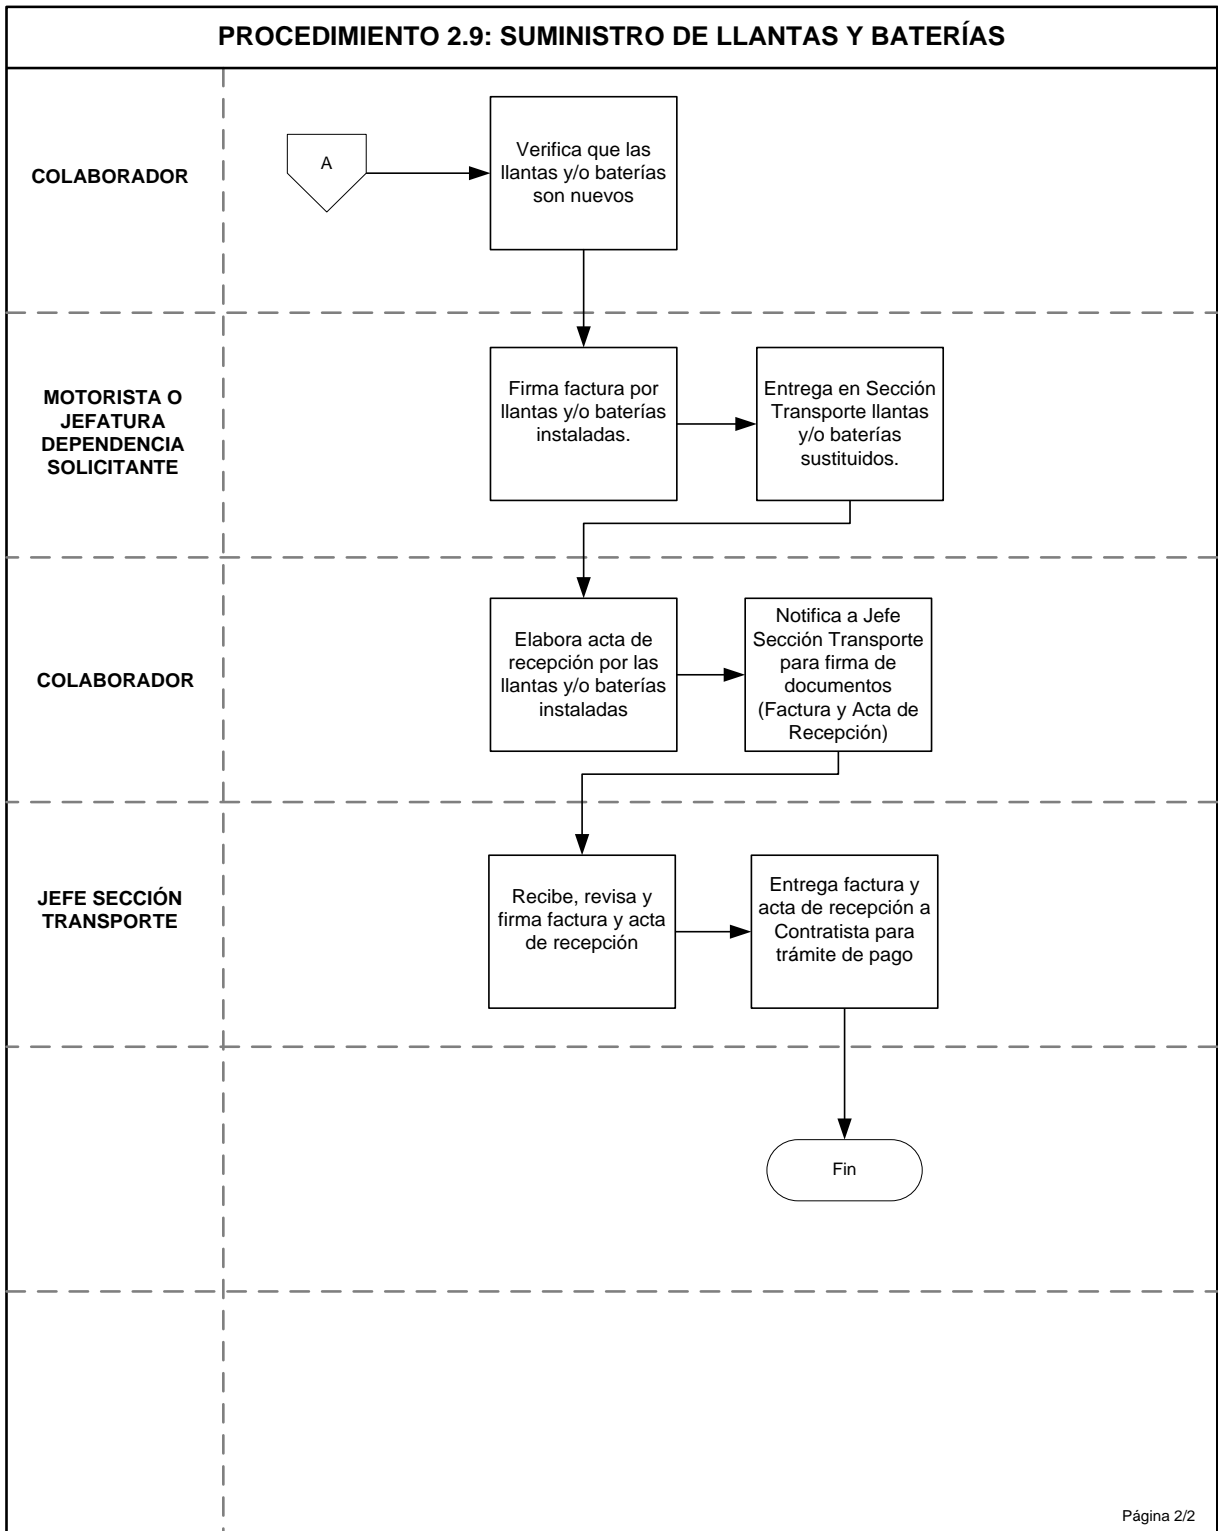 PROCEDIMIENTO 2.9: SUMINISTRO DE LLANTAS Y BATERÍAS
COLABORADOR
A
Verifica que las
llantas y/o baterías
son nuevos
MOTORISTA O
JEFATURA
DEPENDENCIA
SOLICITANTE
Firma factura por
llantas y/o baterías
instaladas.
Entrega en Sección
Transporte llantas
y/o baterías
sustituidos.
COLABORADOR
Elabora acta de
recepción por las
llantas y/o baterías
instaladas
Notifica a Jefe
Sección Transporte
para firma de
documentos
(Factura y Acta de
Recepción)
JEFE SECCIÓN
TRANSPORTE
Recibe, revisa y
firma factura y acta
de recepción
Entrega factura y
acta de recepción a
Contratista para
trámite de pago
Fin
Página 2/2